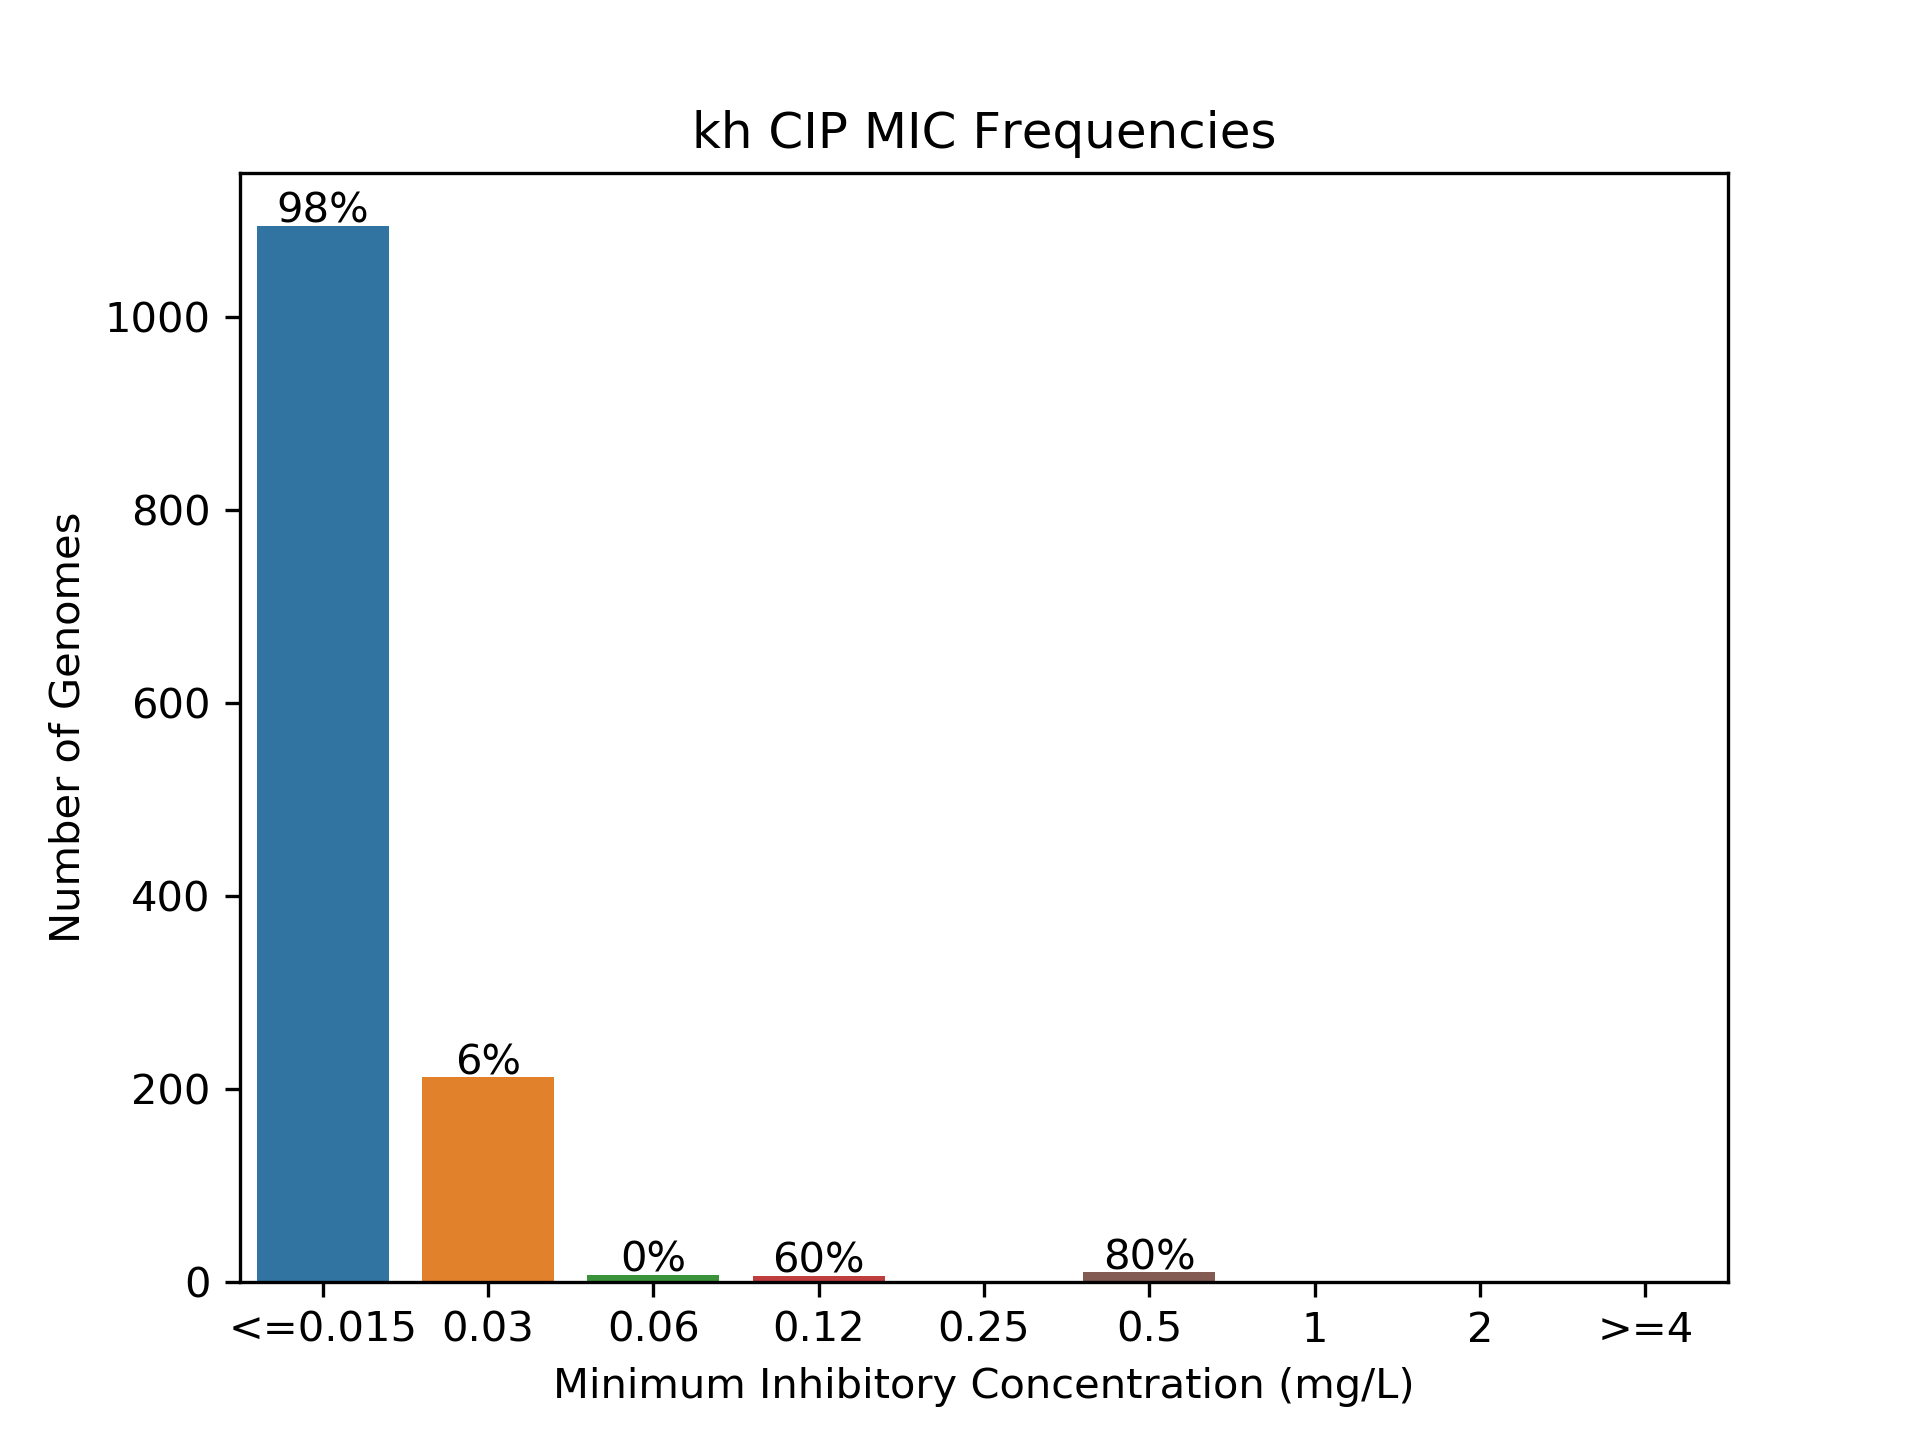 kh CIP MIC Frequencies
98%
1000
800
600
400
200
0
Number of Genomes
6%
0%
60%
80%
<=0.015 0.03 0.06 0.12 0.25 0.5 1 2 >=4
Minimum Inhibitory Concentration (mg/L)